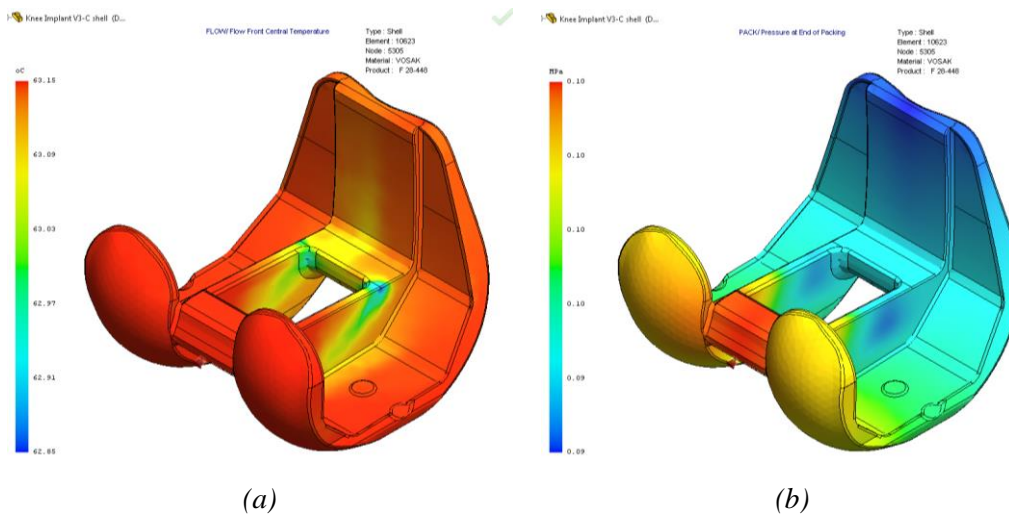 Knee Implant V3-C shell (D...
FLOW/ Flow Front Central Temperature
Type : Shell
Element : 10623
Node : 5305
Material : VOSAK
Product : F 28-448
oC
63.15
63.09
63.03
62.97
62.91
62.85
(a)
Knee Implant V3-C shell (D...
PACK/ Pressure at End of Packing
Type : Shell
Element : 10623
Node : 5305
Material : VOSAK
Product : F 28-448
MPa
0.10
0.10
0.10
0.10
0.09
0.09
(b)